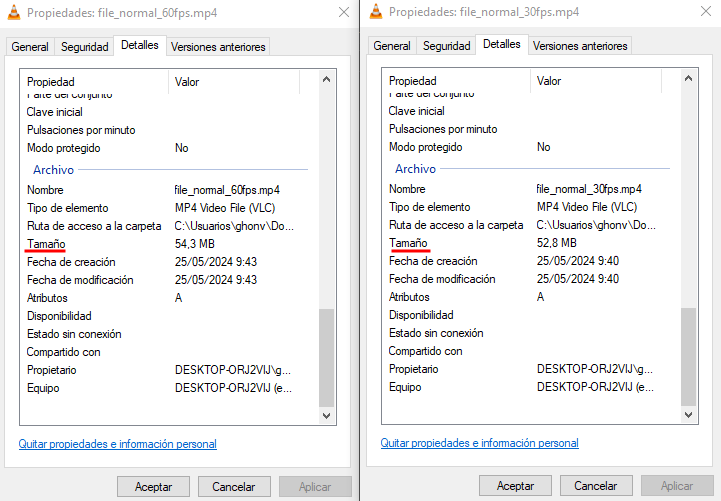 Propiedades: file_normal_60fps.mp4
General Seguridad Detalles Versiones anteriores
Propiedad Valor
Parte del conjunto
Clave inicial
Pulsaciones por minuto
Modo protegido No
Archivo
Nombre file_normal_60fps.mp4
Tipo de elemento MP4 Video File (VLC)
Ruta de acceso a la carpeta C:\Usuarios\ghonv\Do...
Tamaño 54,3 MB
Fecha de creación 25/05/2024 9:43
Fecha de modificación 25/05/2024 9:43
Atributos A
Disponibilidad
Estado sin conexión
Compartido con
Propietario DESKTOP-ORJ2VIJ\g...
Equipo DESKTOP-ORJ2VIJ (e...
Quitar propiedades e información personal
Aceptar Cancelar Aplicar
Propiedades: file_normal_30fps.mp4
General Seguridad Detalles Versiones anteriores
Propiedad Valor
Parte del conjunto
Clave inicial
Pulsaciones por minuto
Modo protegido No
Archivo
Nombre file_normal_30fps.mp4
Tipo de elemento MP4 Video File (VLC)
Ruta de acceso a la carpeta C:\Usuarios\ghonv\Do...
Tamaño 52,8 MB
Fecha de creación 25/05/2024 9:40
Fecha de modificación 25/05/2024 9:40
Atributos A
Disponibilidad
Estado sin conexión
Compartido con
Propietario DESKTOP-ORJ2VIJ\g...
Equipo DESKTOP-ORJ2VIJ (e...
Quitar propiedades e información personal
Aceptar Cancelar Aplicar